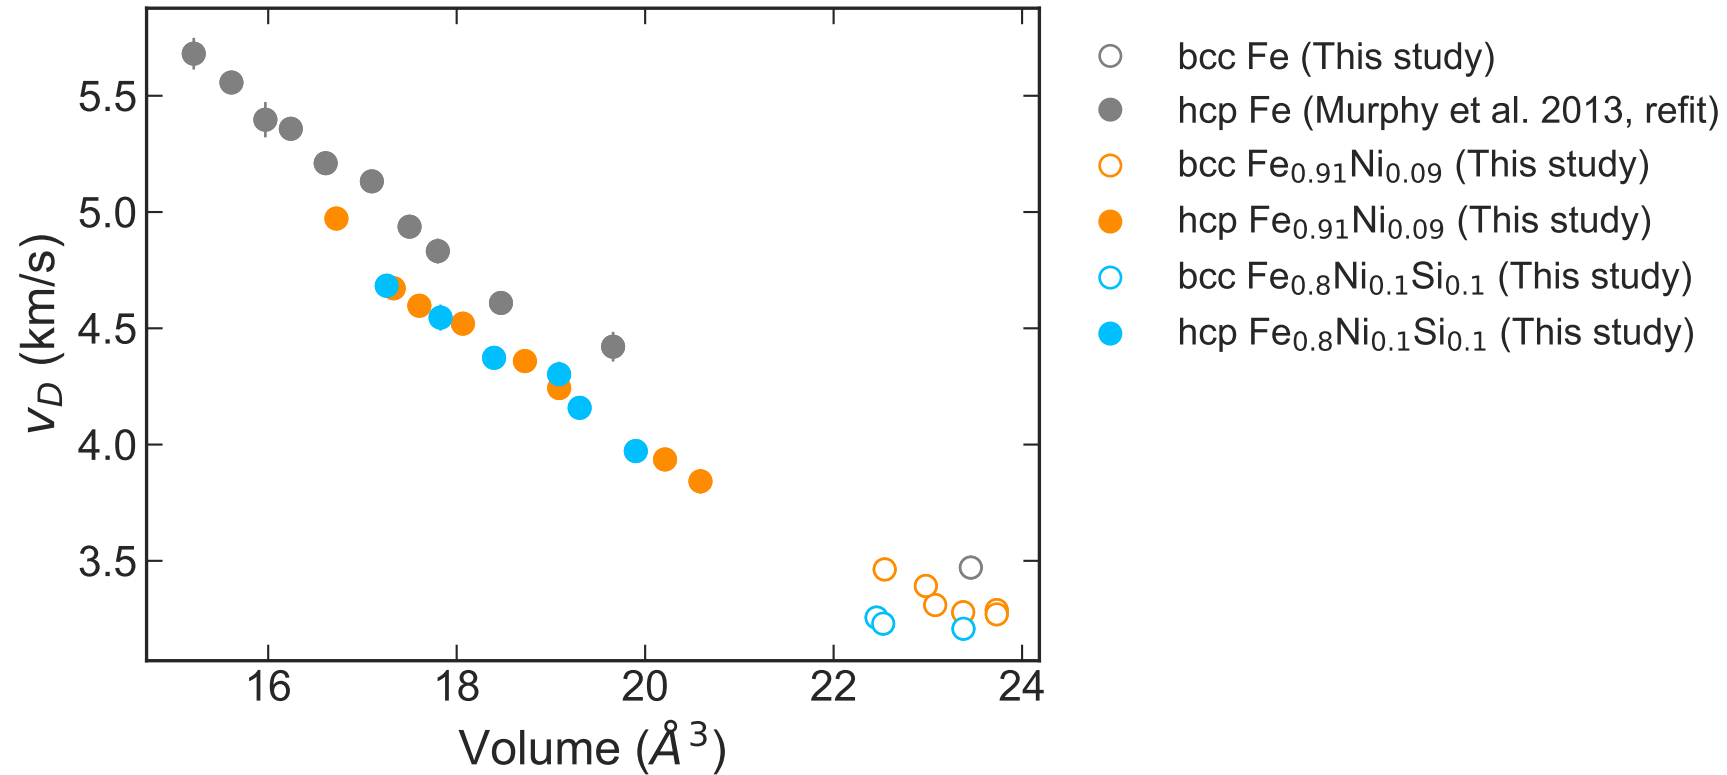 5.5
5.0
4.5
4.0
3.5
v_D (km/s)
16 18 20 22 24
Volume (Å³)
bcc Fe (This study)
hcp Fe (Murphy et al. 2013, refit)
bcc Fe₀.₉₁Ni₀.₀₉ (This study)
hcp Fe₀.₉₁Ni₀.₀₉ (This study)
bcc Fe₀.₈Ni₀.₁Si₀.₁ (This study)
hcp Fe₀.₈Ni₀.₁Si₀.₁ (This study)